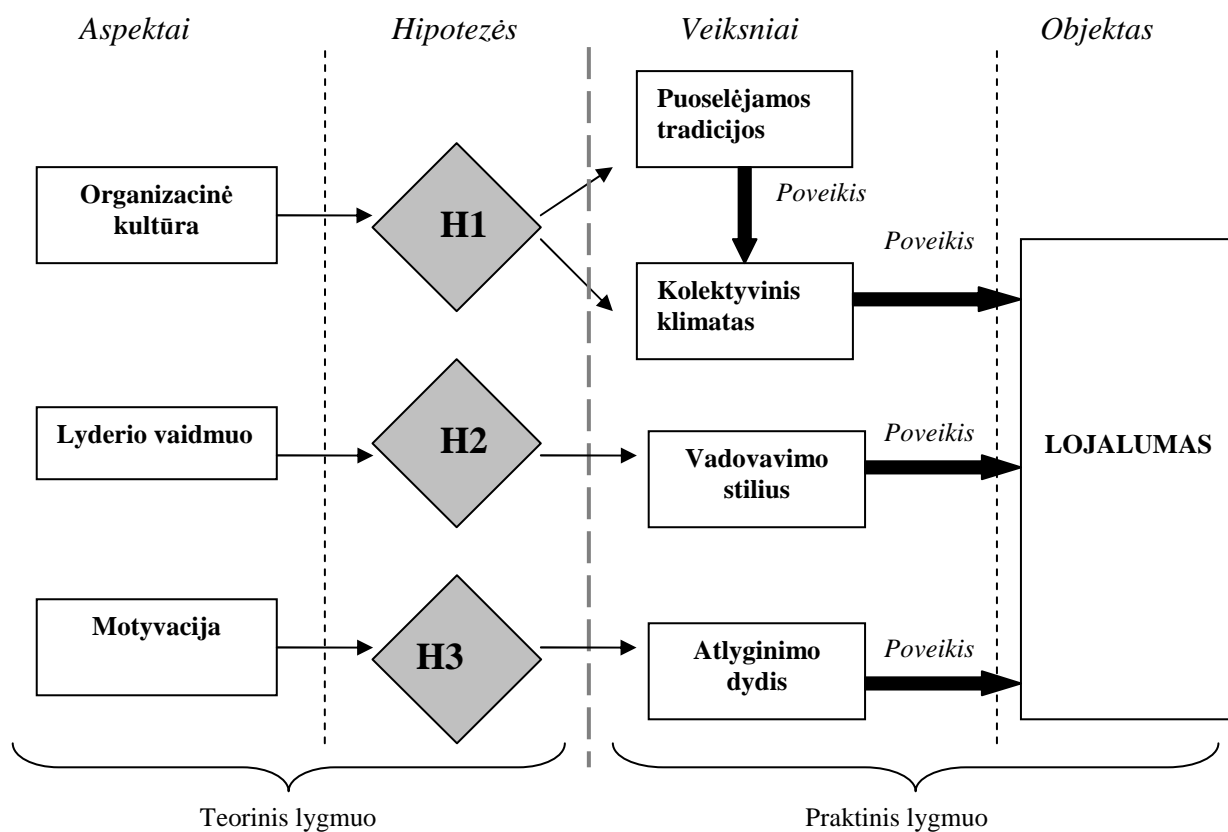 Aspektai
Hipotezės
Veiksniai
Objektas
Puoselėjamos
tradicijos
Organizacinė
kultūra
H1
Poveikis
Poveikis
Kolektyvinis
klimatas
Lyderio vaidmuo
H2
Vadovavimo
stilius
Poveikis
LOJALUMAS
Motyvacija
H3
Atlyginimo
dydis
Poveikis
Teorinis lygmuo
Praktinis lygmuo